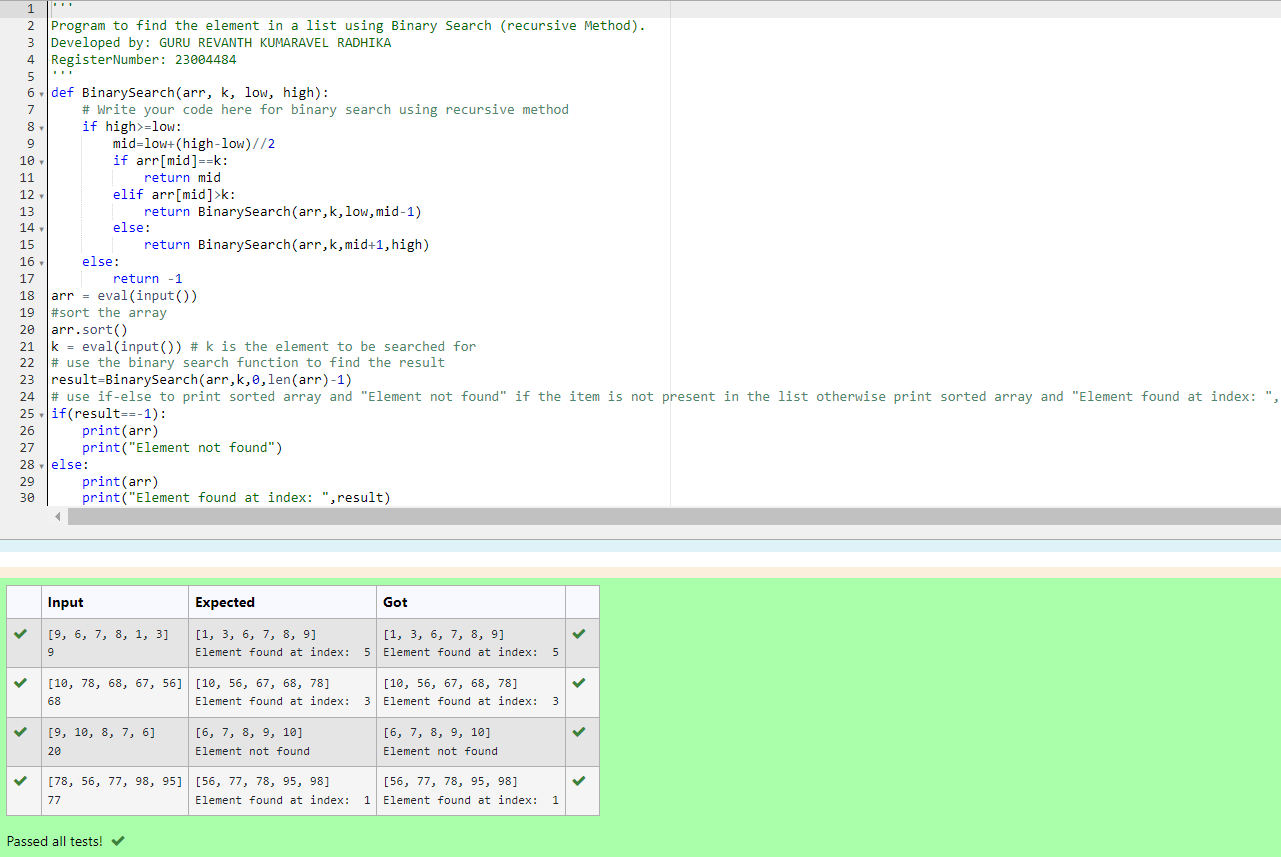 1 '''
2 Program to find the element in a list using Binary Search (recursive Method).
3 Developed by: GURU REVANTH KUMARAVEL RADHIKA
4 RegisterNumber: 23004484
5 '''
6 def BinarySearch(arr, k, low, high):
7     # Write your code here for binary search using recursive method
8     if high>=low:
9         mid=low+(high-low)//2
10         if arr[mid]==k:
11             return mid
12         elif arr[mid]>k:
13             return BinarySearch(arr,k,low,mid-1)
14         else:
15             return BinarySearch(arr,k,mid+1,high)
16     else:
17         return -1
18 arr = eval(input())
19 #sort the array
20 arr.sort()
21 k = eval(input()) # k is the element to be searched for
22 # use the binary search function to find the result
23 result=BinarySearch(arr,k,0,len(arr)-1)
24 # use if-else to print sorted array and "Element not found" if the item is not present in the list otherwise print sorted array and "Element found at index: ",
25 if(result==-1):
26     print(arr)
27     print("Element not found")
28 else:
29     print(arr)
30     print("Element found at index: ",result)
Input Expected Got
[9, 6, 7, 8, 1, 3] [1, 3, 6, 7, 8, 9] [1, 3, 6, 7, 8, 9]
9 Element found at index:  5 Element found at index:  5
[10, 78, 68, 67, 56] [10, 56, 67, 68, 78] [10, 56, 67, 68, 78]
68 Element found at index:  3 Element found at index:  3
[9, 10, 8, 7, 6] [6, 7, 8, 9, 10] [6, 7, 8, 9, 10]
20 Element not found Element not found
[78, 56, 77, 98, 95] [56, 77, 78, 95, 98] [56, 77, 78, 95, 98]
77 Element found at index:  1 Element found at index:  1
Passed all tests!